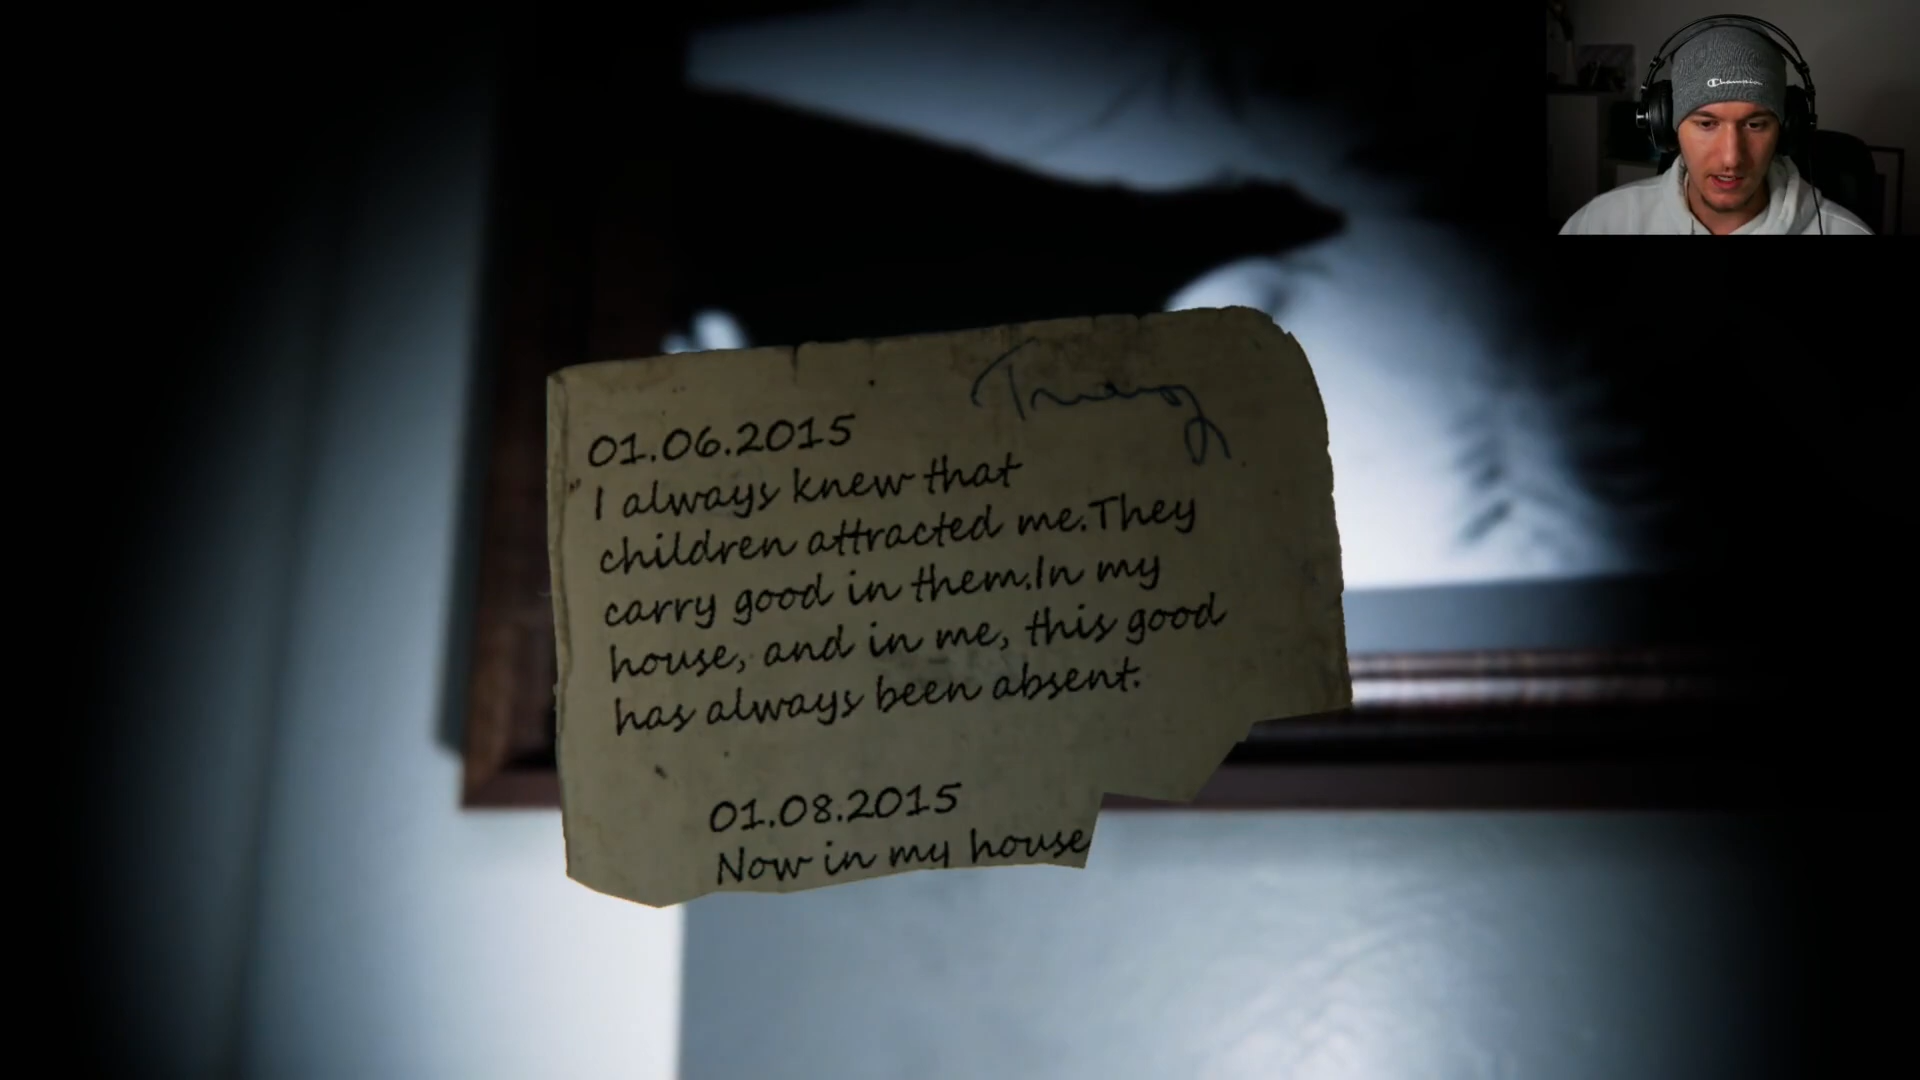 Champion
01.06.2015
I always knew that
children attracted me.They
carry good in them.In my
house, and in me, this good
has always been absent.
01.08.2015
Now in my house